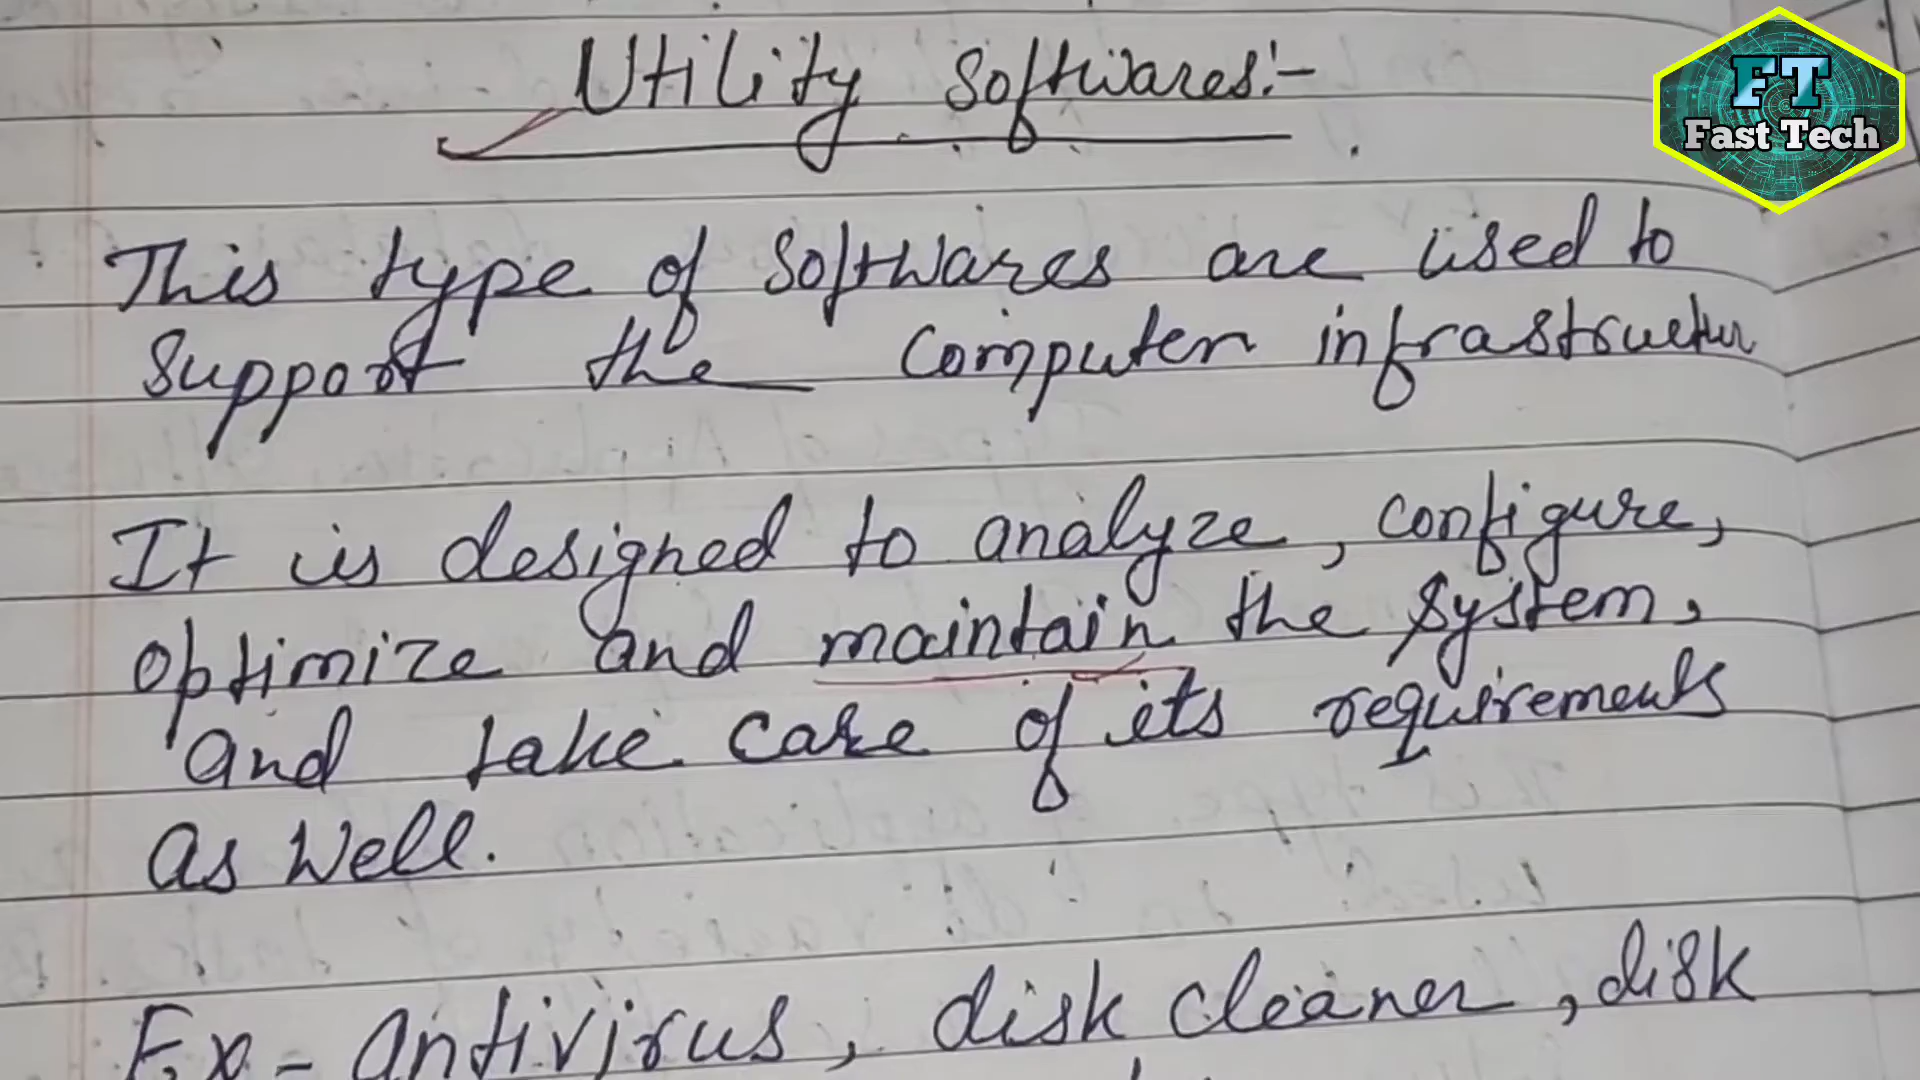 Utility Softwares:-
FT
Fast Tech
This type of Softwares are used to
Support the Computer infrastructur
It is designed to analyze, configure,
optimize and maintain the system,
and take care of its requirements
as well.
Ex - Antivirus, disk cleaner, disk